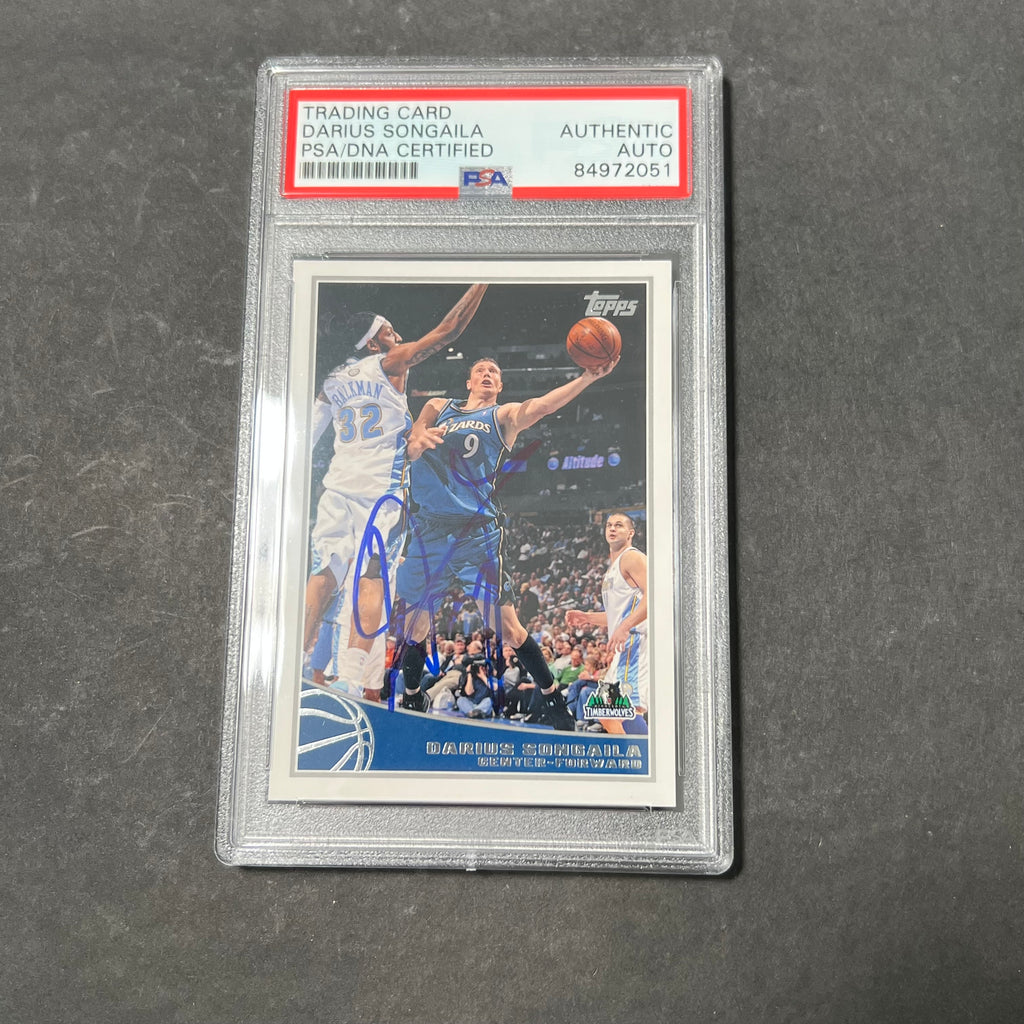 TRADING CARD
DARIUS SONGAILA
PSA/DNA CERTIFIED
AUTHENTIC
AUTO
84972051
PSA
Topps
BALKMAN
32
ZARDS
9
Altitude
TIMBERWOLVES
DARIUS SONGAILA
CENTER-FORWARD